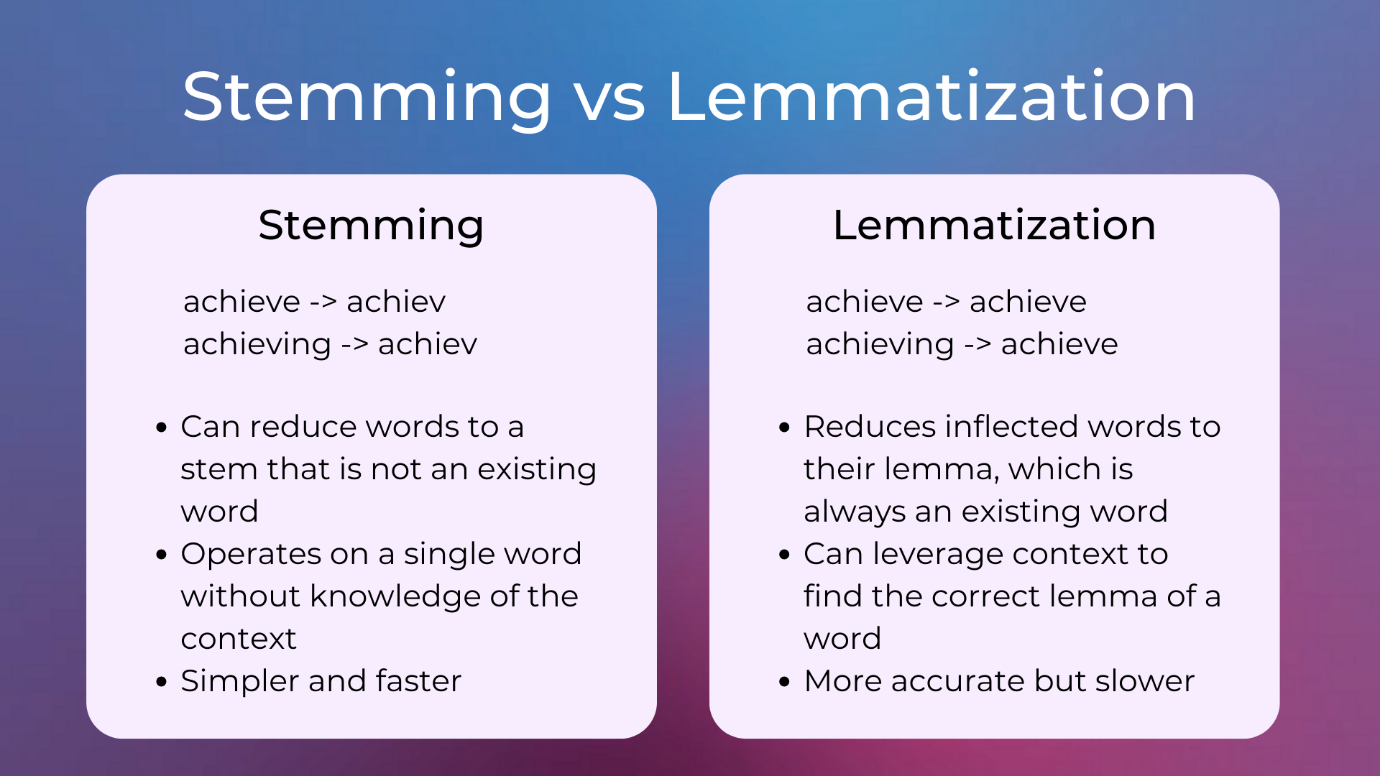 Stemming vs Lemmatization
Stemming
achieve -> achiev
achieving -> achiev
• Can reduce words to a
stem that is not an existing
word
• Operates on a single word
without knowledge of the
context
• Simpler and faster
Lemmatization
achieve -> achieve
achieving -> achieve
• Reduces inflected words to
their lemma, which is
always an existing word
• Can leverage context to
find the correct lemma of a
word
• More accurate but slower